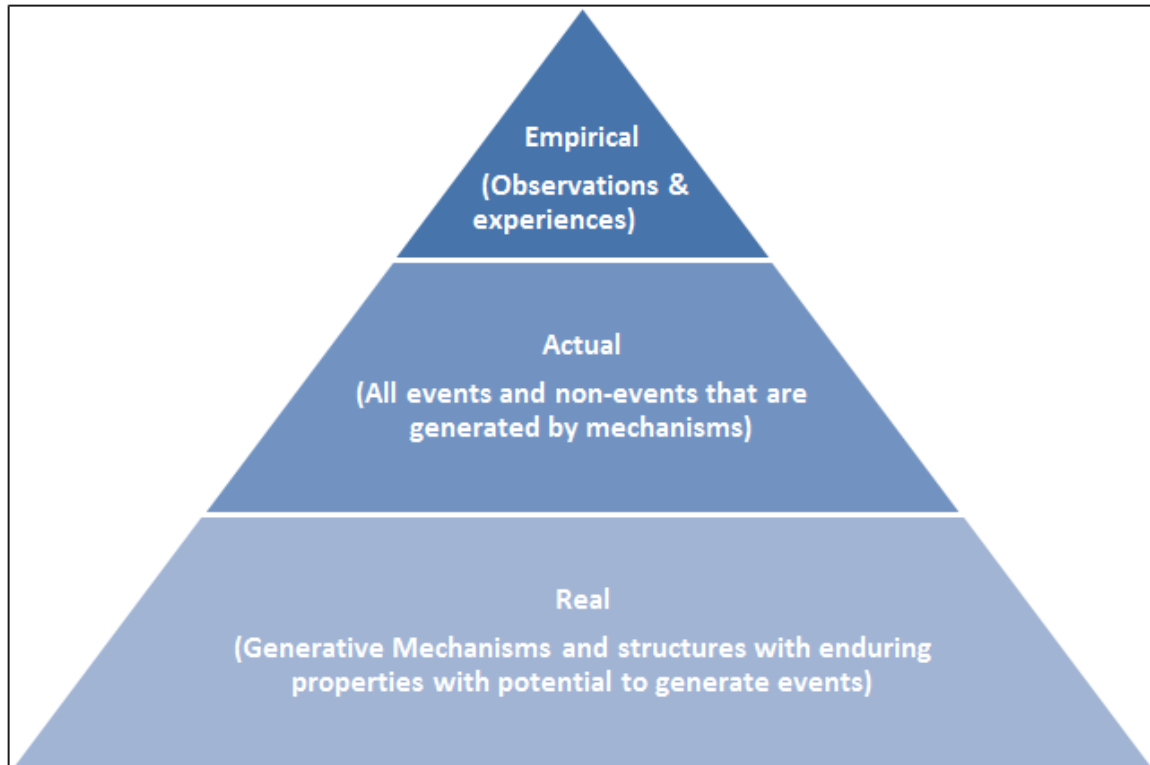 Empirical
(Observations &
experiences)
Actual
(All events and non-events that are
generated by mechanisms)
Real
(Generative Mechanisms and structures with enduring
properties with potential to generate events)